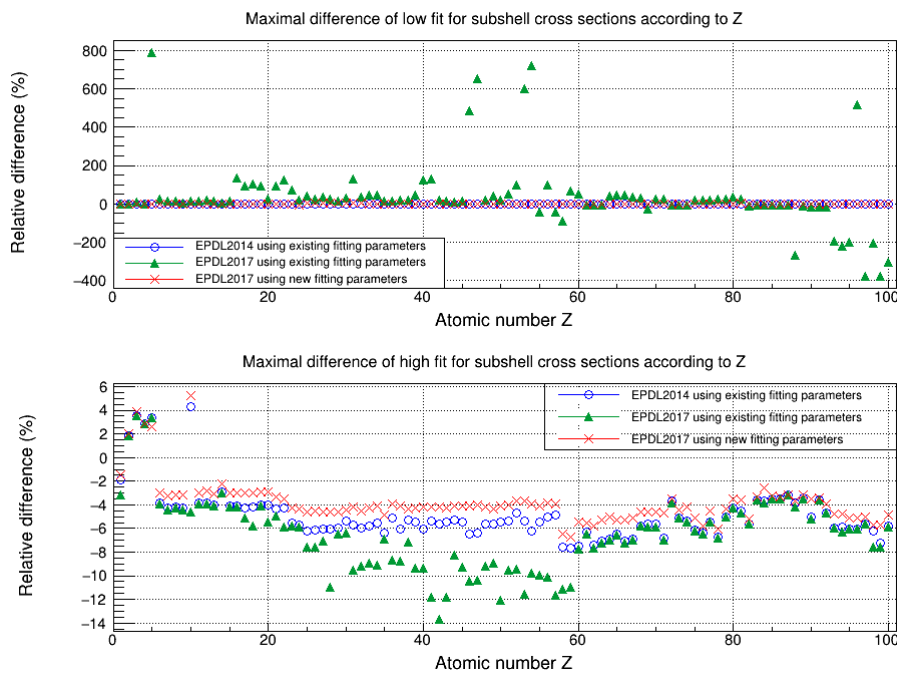 Maximal difference of low fit for subshell cross sections according to Z
Relative difference (%)
800
600
400
200
0
−200
−400
EPDL2014 using existing fitting parameters
EPDL2017 using existing fitting parameters
EPDL2017 using new fitting parameters
0 20 40 60 80 100
Atomic number Z
Maximal difference of high fit for subshell cross sections according to Z
Relative difference (%)
6
4
2
0
−2
−4
−6
−8
−10
−12
−14
EPDL2014 using existing fitting parameters
EPDL2017 using existing fitting parameters
EPDL2017 using new fitting parameters
0 20 40 60 80 100
Atomic number Z